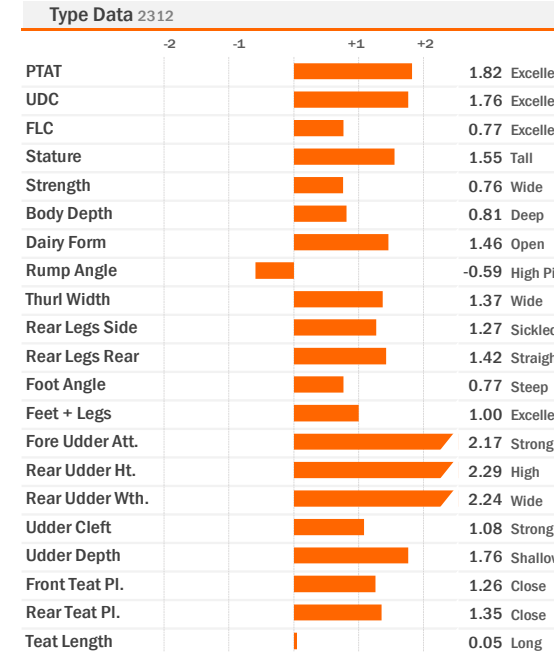 Type Data 2312
-2 -1 +1 +2
PTAT 1.82 Excelle
UDC 1.76 Excelle
FLC 0.77 Excelle
Stature 1.55 Tall
Strength 0.76 Wide
Body Depth 0.81 Deep
Dairy Form 1.46 Open
Rump Angle -0.59 High Pi
Thurl Width 1.37 Wide
Rear Legs Side 1.27 Sickled
Rear Legs Rear 1.42 Straigh
Foot Angle 0.77 Steep
Feet + Legs 1.00 Excelle
Fore Udder Att. 2.17 Strong
Rear Udder Ht. 2.29 High
Rear Udder Wth. 2.24 Wide
Udder Cleft 1.08 Strong
Udder Depth 1.76 Shallov
Front Teat Pl. 1.26 Close
Rear Teat Pl. 1.35 Close
Teat Length 0.05 Long